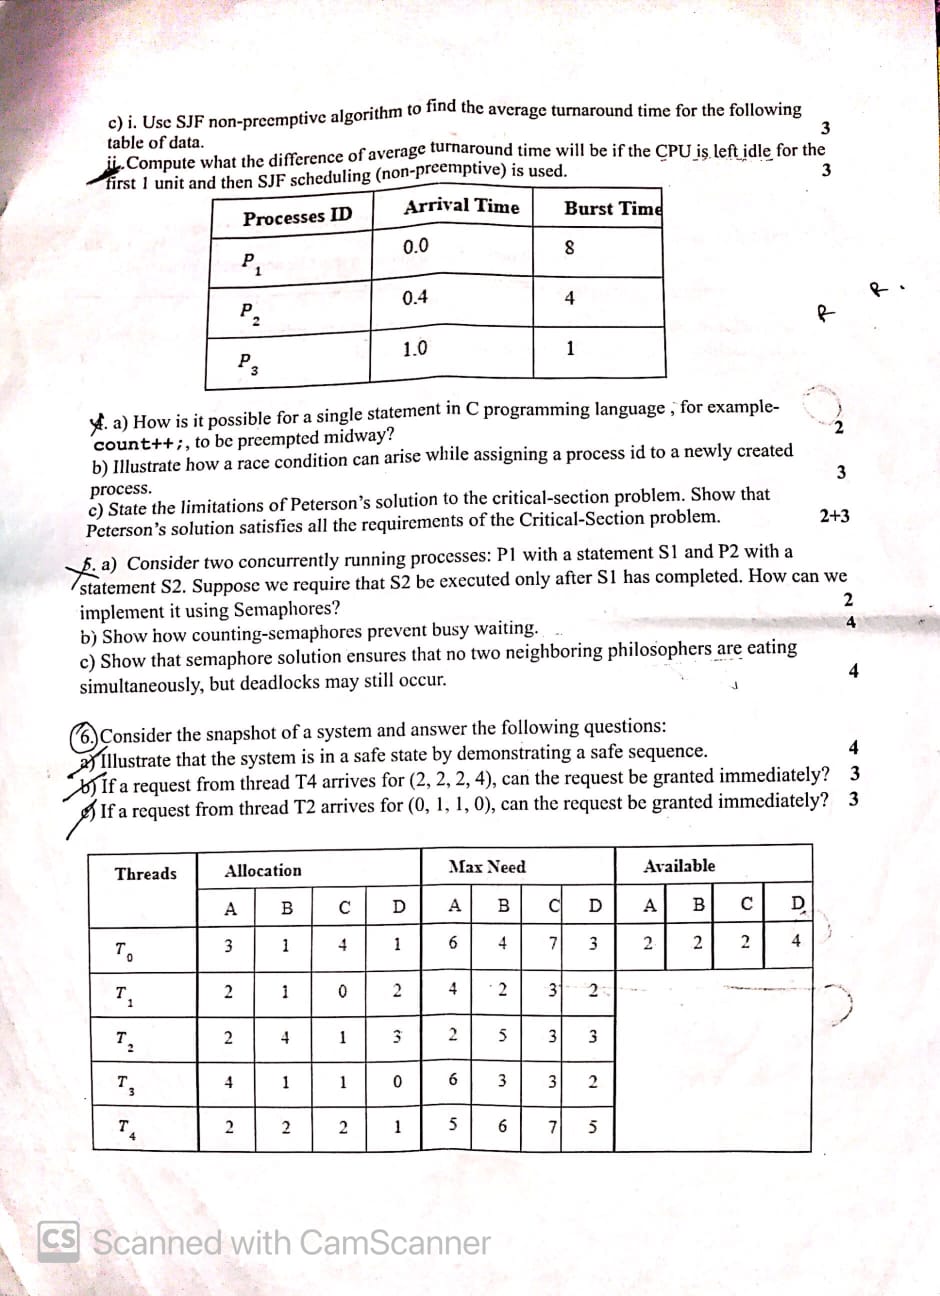 c) i. Use SJF non-preemptive algorithm to find the average turnaround time for the following
table of data. 3
ii. Compute what the difference of average turnaround time will be if the CPU is left idle for the
first 1 unit and then SJF scheduling (non-preemptive) is used. 3
Processes ID Arrival Time Burst Time
P1 0.0 8
P2 0.4 4
P3 1.0 1
4. a) How is it possible for a single statement in C programming language , for example-
count++;, to be preempted midway? 2
b) Illustrate how a race condition can arise while assigning a process id to a newly created
process. 3
c) State the limitations of Peterson's solution to the critical-section problem. Show that
Peterson's solution satisfies all the requirements of the Critical-Section problem. 2+3
5. a) Consider two concurrently running processes: P1 with a statement S1 and P2 with a
statement S2. Suppose we require that S2 be executed only after S1 has completed. How can we
implement it using Semaphores? 2
b) Show how counting-semaphores prevent busy waiting. 4
c) Show that semaphore solution ensures that no two neighboring philosophers are eating
simultaneously, but deadlocks may still occur. 4
6. Consider the snapshot of a system and answer the following questions:
a) Illustrate that the system is in a safe state by demonstrating a safe sequence. 4
b) If a request from thread T4 arrives for (2, 2, 2, 4), can the request be granted immediately? 3
c) If a request from thread T2 arrives for (0, 1, 1, 0), can the request be granted immediately? 3
Threads Allocation Max Need Available
A B C D A B C D A B C D
T0 3 1 4 1 6 4 7 3 2 2 2 4
T1 2 1 0 2 4 2 3 2
T2 2 4 1 3 2 5 3 3
T3 4 1 1 0 6 3 3 2
T4 2 2 2 1 5 6 7 5
CS Scanned with CamScanner